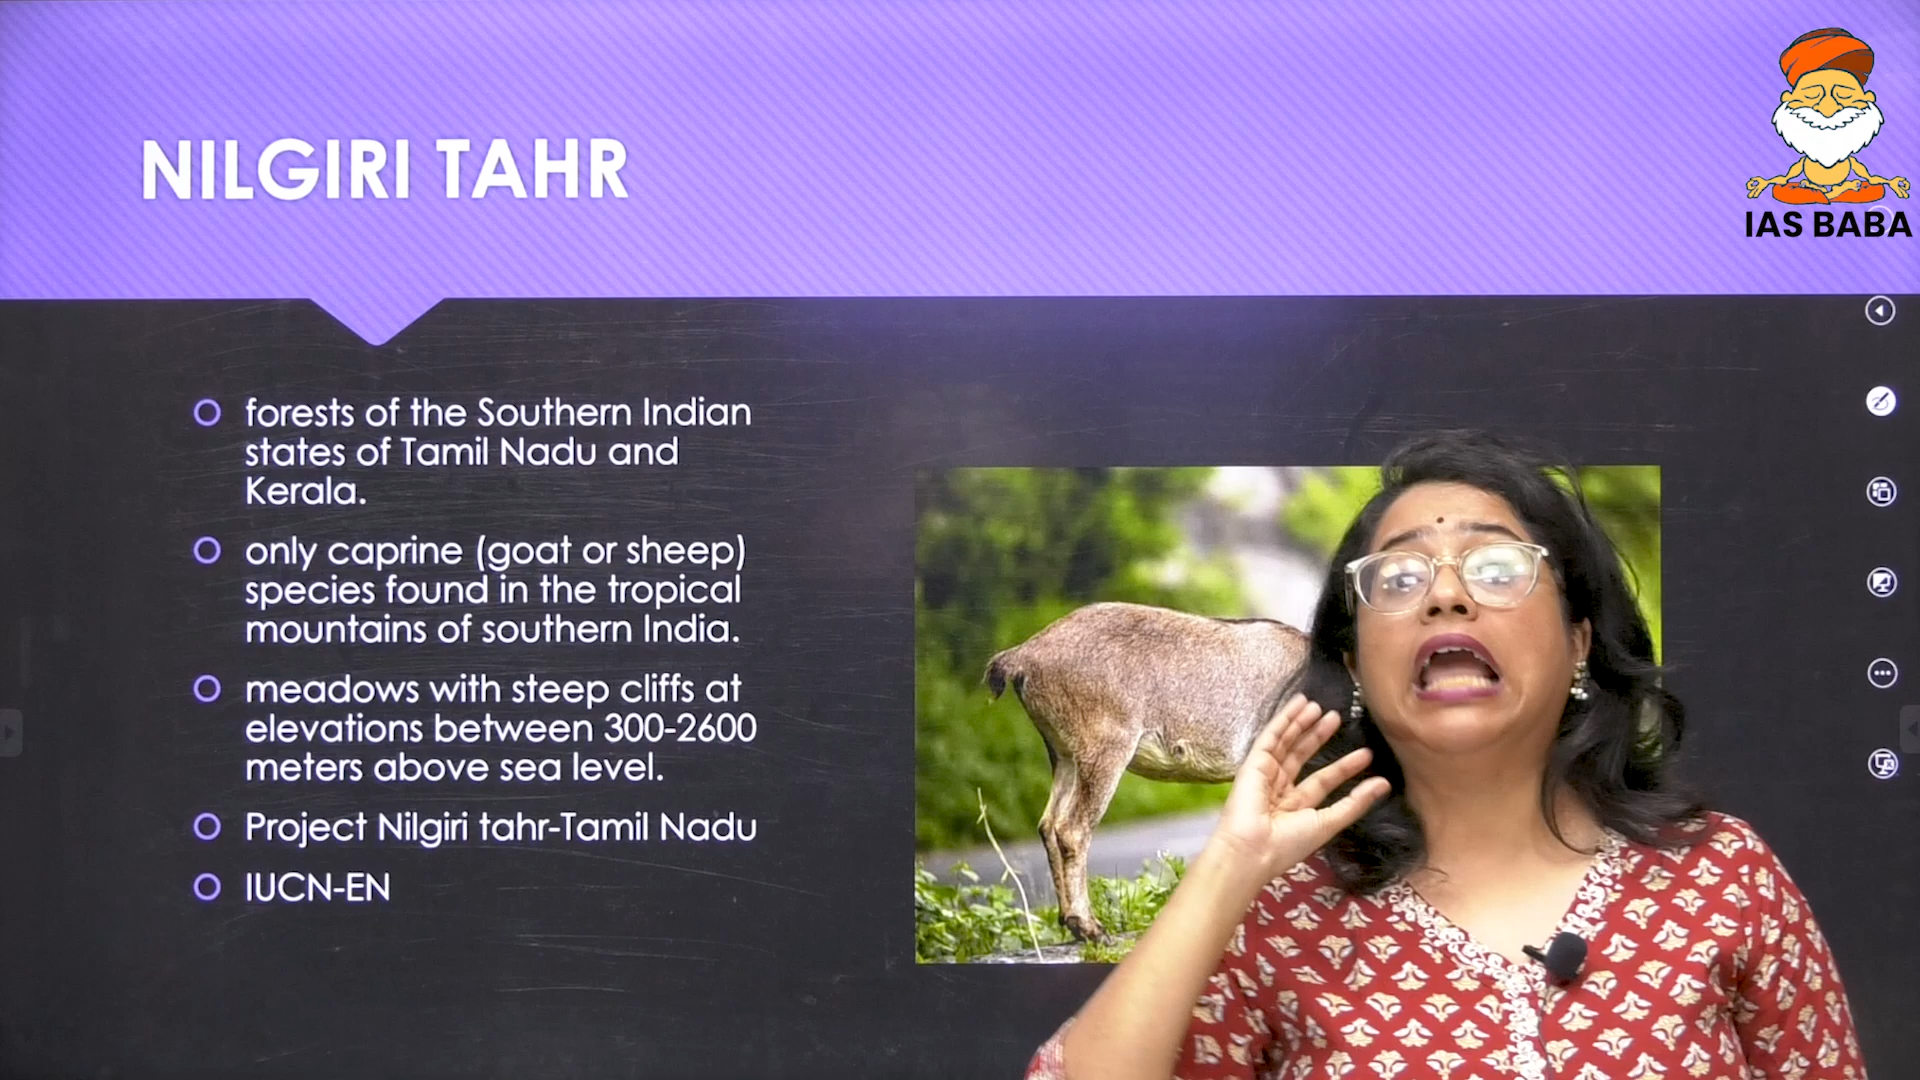 NILGIRI TAHR
IAS BABA
forests of the Southern Indian
states of Tamil Nadu and
Kerala.
only caprine (goat or sheep)
species found in the tropical
mountains of southern India.
meadows with steep cliffs at
elevations between 300-2600
meters above sea level.
Project Nilgiri tahr-Tamil Nadu
IUCN-EN